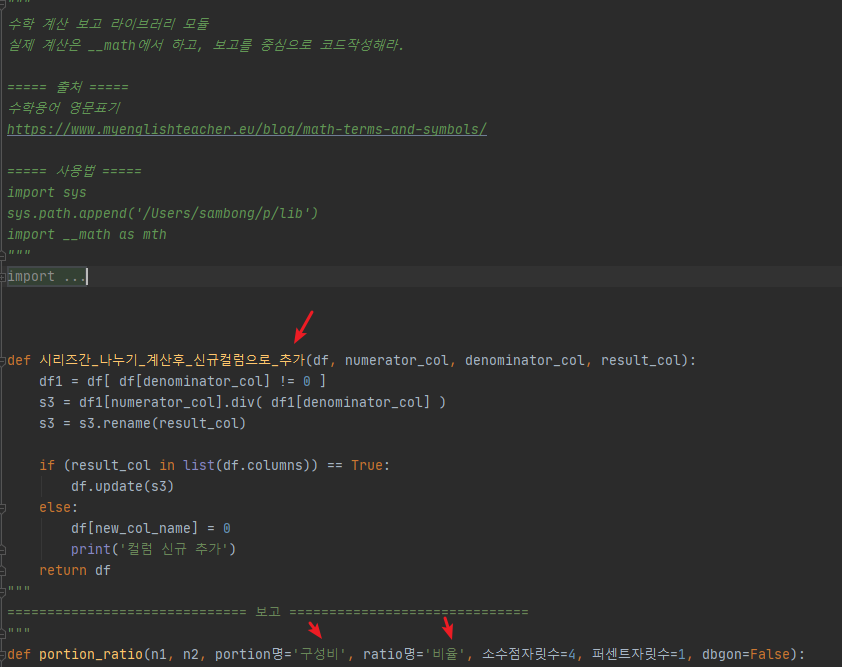 """
수학 계산 보고 라이브러리 모듈
실제 계산은 __math에서 하고, 보고를 중심으로 코드작성해라.
===== 출처 =====
수학용어 영문표기
https://www.myenglishteacher.eu/blog/math-terms-and-symbols/
===== 사용법 =====
import sys
sys.path.append('/Users/sambong/p/lib')
import __math as mth
"""
import ...
def 시리즈간_나누기_계산후_신규컬럼으로_추가(df, numerator_col, denominator_col, result_col):
df1 = df[ df[denominator_col] != 0 ]
s3 = df1[numerator_col].div( df1[denominator_col] )
s3 = s3.rename(result_col)
if (result_col in list(df.columns)) == True:
df.update(s3)
else:
df[new_col_name] = 0
print('컬럼 신규 추가')
return df
"""
============================== 보고 ==============================
"""
def portion_ratio(n1, n2, portion명='구성비', ratio명='비율', 소수점자릿수=4, 퍼센트자릿수=1, dbgon=False):